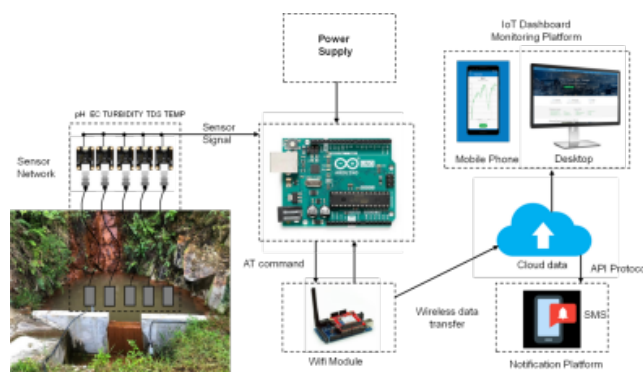 IoT Dashboard
Monitoring Platform
Power
Supply
pH EC TURBIDITY TDS TEMP
Sensor
Signal
Sensor
Network
ARDUINO
Mobile Phone
Desktop
AT command
Cloud data
API Protoco
Wireless data
transfer
SMS
Wifi Module
Notification Platform